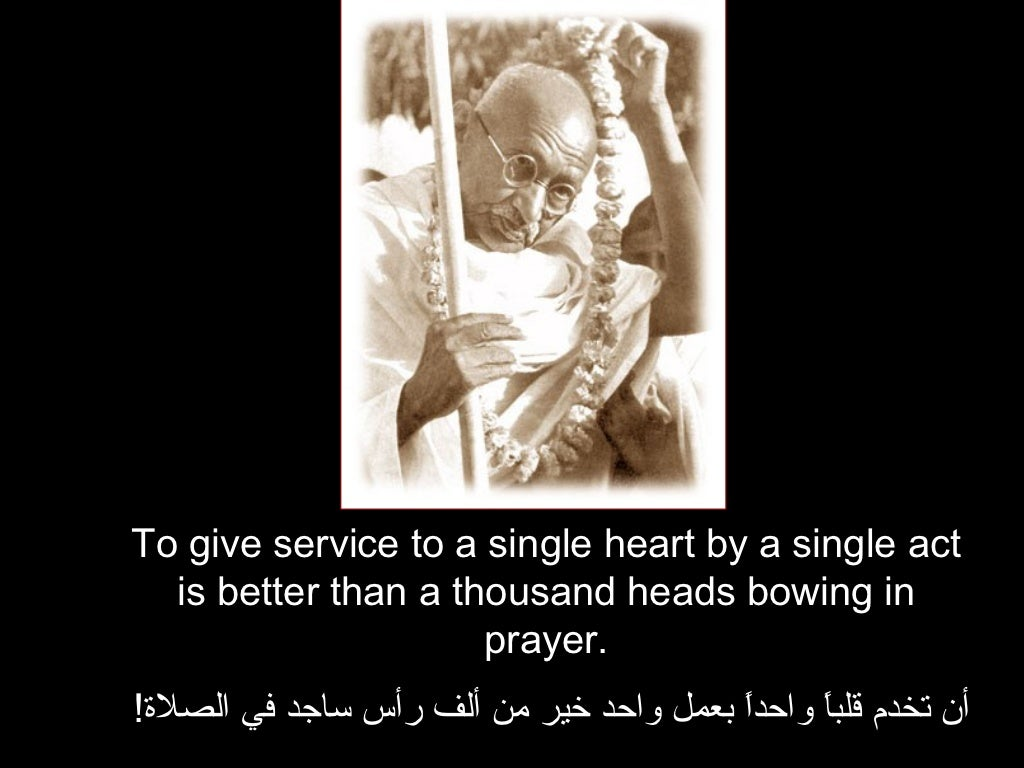 To give service to a single heart by a single act
is better than a thousand heads bowing in
prayer.
أن تخدم قلباً واحداً بعمل واحد خير من ألف رأس ساجد في الصلاة!